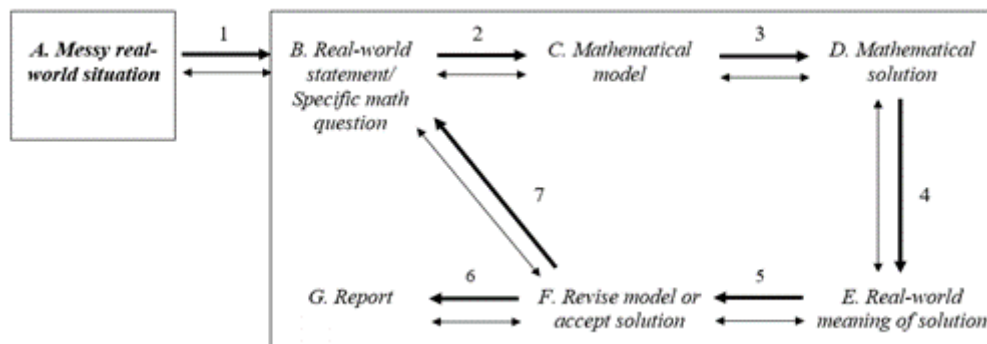 A. Messy real-
world situation
1
B. Real-world
statement/
Specific math
question
2
C. Mathematical
model
3
D. Mathematical
solution
4
7
G. Report
6
F. Revise model or
accept solution
5
E. Real-world
meaning of solution